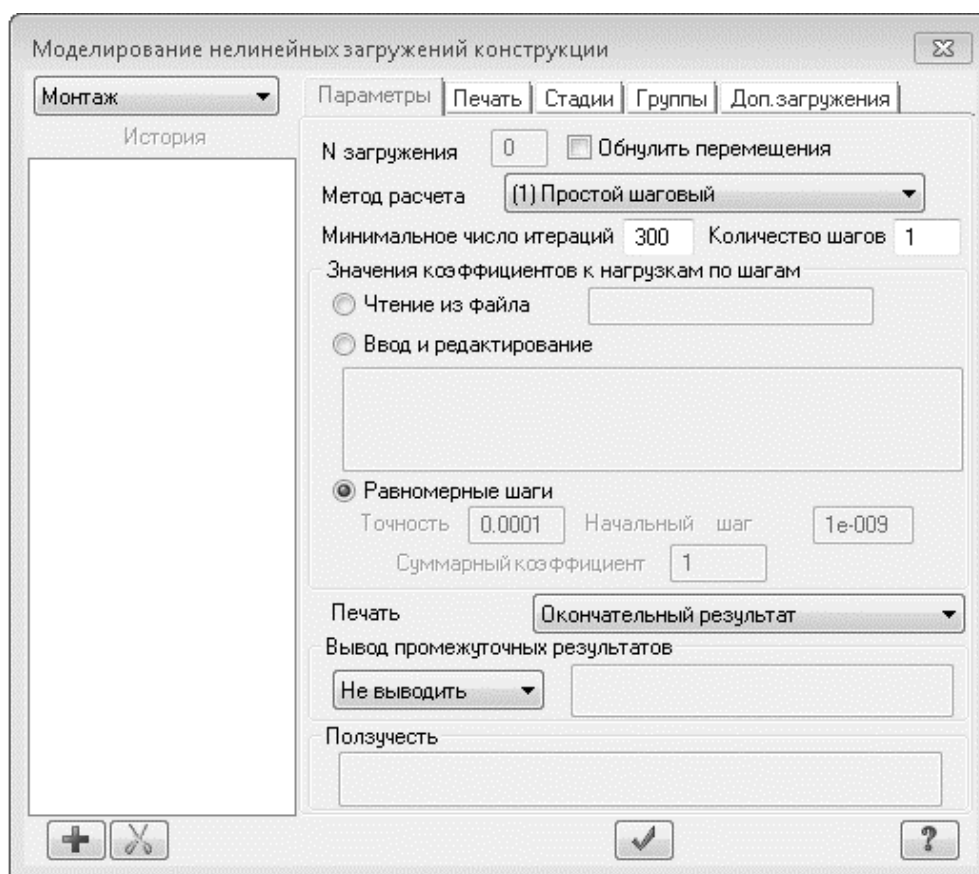 Моделирование нелинейных загружений конструкции
Монтаж
История
Параметры Печать Стадии Группы Доп.загружения
N загружения 0 Обнулить перемещения
Метод расчета (1) Простой шаговый
Минимальное число итераций 300 Количество шагов 1
Значения коэффициентов к нагрузкам по шагам
Чтение из файла
Ввод и редактирование
Равномерные шаги
Точность 0.0001 Начальный шаг 1e-009
Суммарный коэффициент 1
Печать Окончательный результат
Вывод промежуточных результатов
Не выводить
Ползучесть
?